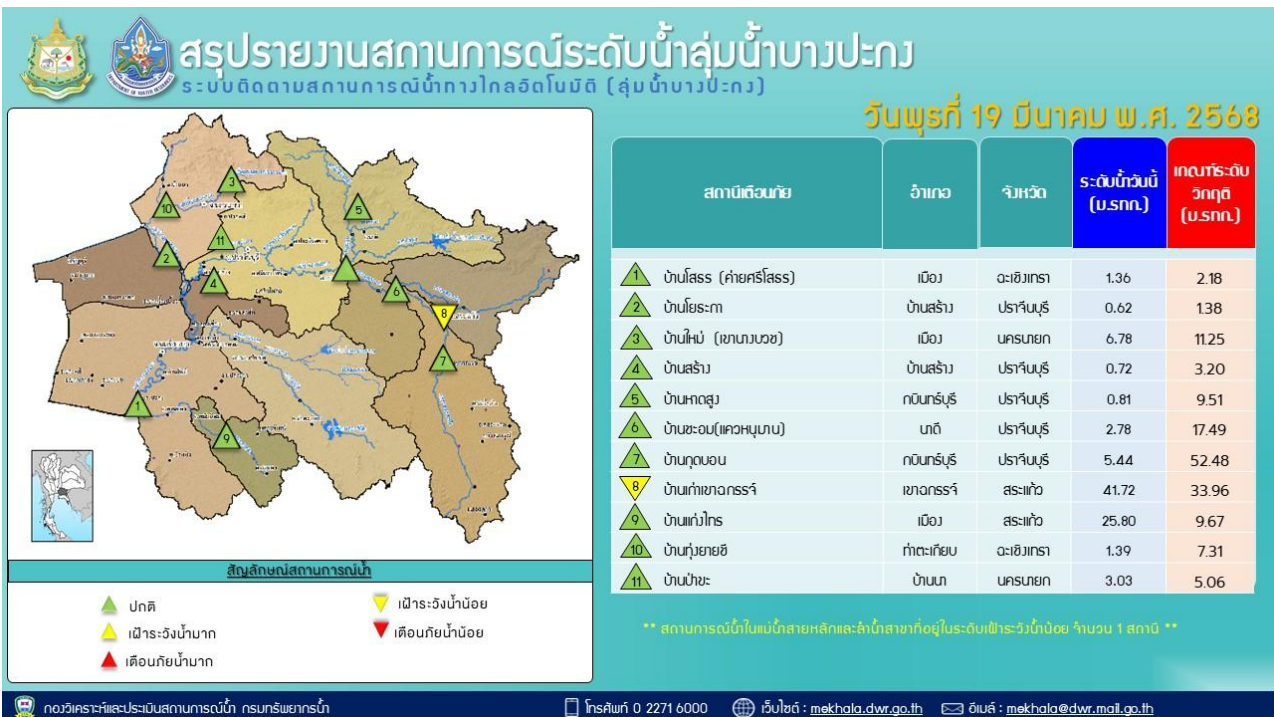 สรุปรายงานสถานการณ์ระดับน้ำลุ่มน้ำบางปะกง
ระบบติดตามสถานการณ์น้ำทางไกลอัตโนมัติ (ลุ่มน้ำบางปะกง)
วันพุธที่ 19 มีนาคม พ.ศ. 2568
สถานีเตือนภัย อำเภอ จังหวัด ระดับน้ำวันนี้ (ม.รทก.) เกณฑ์ระดับวิกฤติ (ม.รทก.)
1 บ้านโสธร (ค่ายศรีโสธร) เมือง ฉะเชิงเทรา 1.36 2.18
2 บ้านโยธะกา บ้านสร้าง ปราจีนบุรี 0.62 1.38
3 บ้านใหม่ (เขานางบวช) เมือง นครนายก 6.78 11.25
4 บ้านสร้าง บ้านสร้าง ปราจีนบุรี 0.72 3.20
5 บ้านหาดสูง กบินทร์บุรี ปราจีนบุรี 0.81 9.51
6 บ้านซะอม(แควหนุมาน) นาดี ปราจีนบุรี 2.78 17.49
7 บ้านกุดบอน กบินทร์บุรี ปราจีนบุรี 5.44 52.48
8 บ้านเก่าเขาฉกรรจ์ เขาฉกรรจ์ สระแก้ว 41.72 33.96
9 บ้านแก่งไทร เมือง สระแก้ว 25.80 9.67
10 บ้านทุ่งยายชี ท่าตะเกียบ ฉะเชิงเทรา 1.39 7.31
11 บ้านป่าขะ บ้านนา นครนายก 3.03 5.06
** สถานการณ์น้ำในแม่น้ำสายหลักและลำน้ำสาขาที่อยู่ในระดับเฝ้าระวังน้ำน้อย จำนวน 1 สถานี **
3
10
5
11
2
4
6
8
7
1
9
สัญลักษณ์สถานการณ์น้ำ
ปกติ
เฝ้าระวังน้ำมาก
เตือนภัยน้ำมาก
เฝ้าระวังน้ำน้อย
เตือนภัยน้ำน้อย
กองวิเคราะห์และประเมินสถานการณ์น้ำ กรมทรัพยากรน้ำ โทรศัพท์ 0 2271 6000 เว็บไซต์ : mekhala.dwr.go.th อีเมล์ : mekhala@dwr.mail.go.th